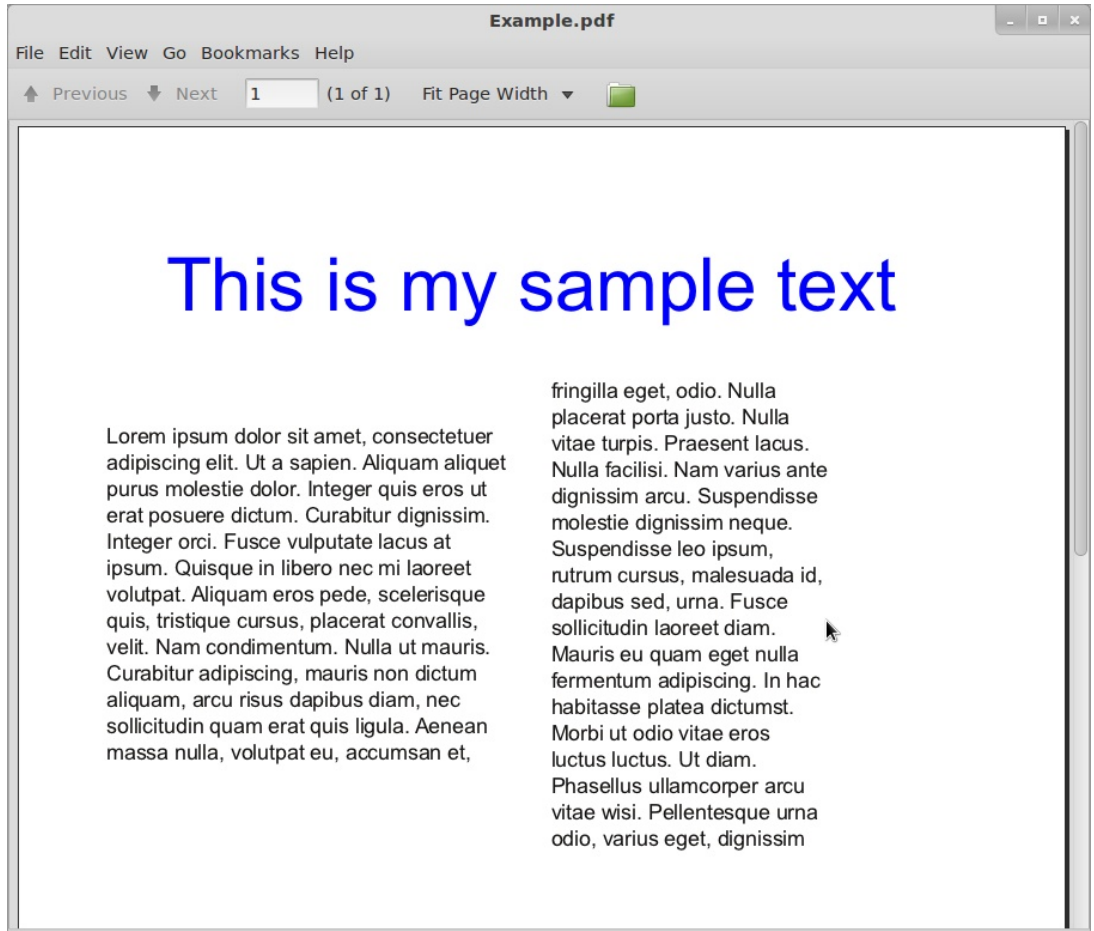 Example.pdf
File Edit View Go Bookmarks Help
Previous Next 1 (1 of 1) Fit Page Width
This is my sample text
Lorem ipsum dolor sit amet, consectetuer
adipiscing elit. Ut a sapien. Aliquam aliquet
purus molestie dolor. Integer quis eros ut
erat posuere dictum. Curabitur dignissim.
Integer orci. Fusce vulputate lacus at
ipsum. Quisque in libero nec mi laoreet
volutpat. Aliquam eros pede, scelerisque
quis, tristique cursus, placerat convallis,
velit. Nam condimentum. Nulla ut mauris.
Curabitur adipiscing, mauris non dictum
aliquam, arcu risus dapibus diam, nec
sollicitudin quam erat quis ligula. Aenean
massa nulla, volutpat eu, accumsan et,
fringilla eget, odio. Nulla
placerat porta justo. Nulla
vitae turpis. Praesent lacus.
Nulla facilisi. Nam varius ante
dignissim arcu. Suspendisse
molestie dignissim neque.
Suspendisse leo ipsum,
rutrum cursus, malesuada id,
dapibus sed, urna. Fusce
sollicitudin laoreet diam.
Mauris eu quam eget nulla
fermentum adipiscing. In hac
habitasse platea dictumst.
Morbi ut odio vitae eros
luctus luctus. Ut diam.
Phasellus ullamcorper arcu
vitae wisi. Pellentesque urna
odio, varius eget, dignissim